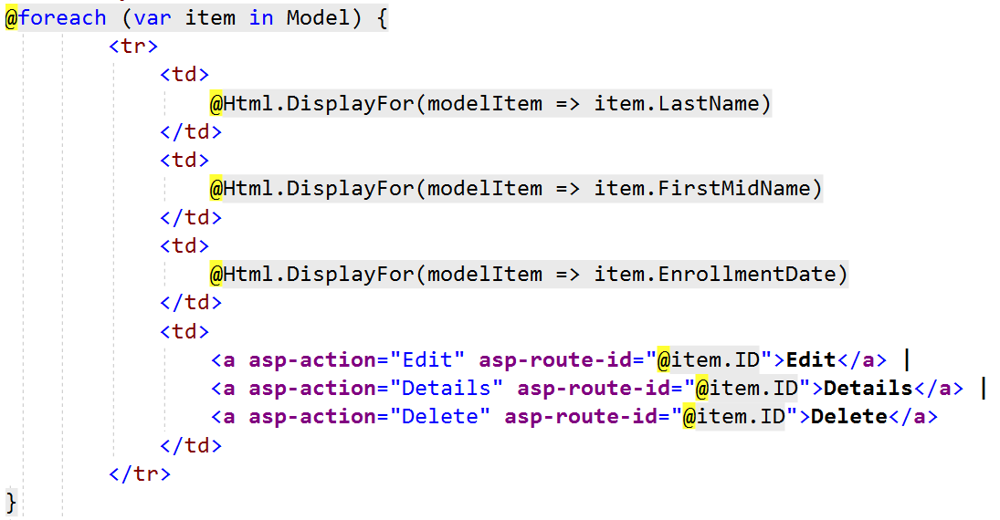 @foreach (var item in Model) {
<tr>
<td>
@Html.DisplayFor(modelItem => item.LastName)
</td>
<td>
@Html.DisplayFor(modelItem => item.FirstMidName)
</td>
<td>
@Html.DisplayFor(modelItem => item.EnrollmentDate)
</td>
<td>
<a asp-action="Edit" asp-route-id="@item.ID">Edit</a> |
<a asp-action="Details" asp-route-id="@item.ID">Details</a> |
<a asp-action="Delete" asp-route-id="@item.ID">Delete</a>
</td>
</tr>
}